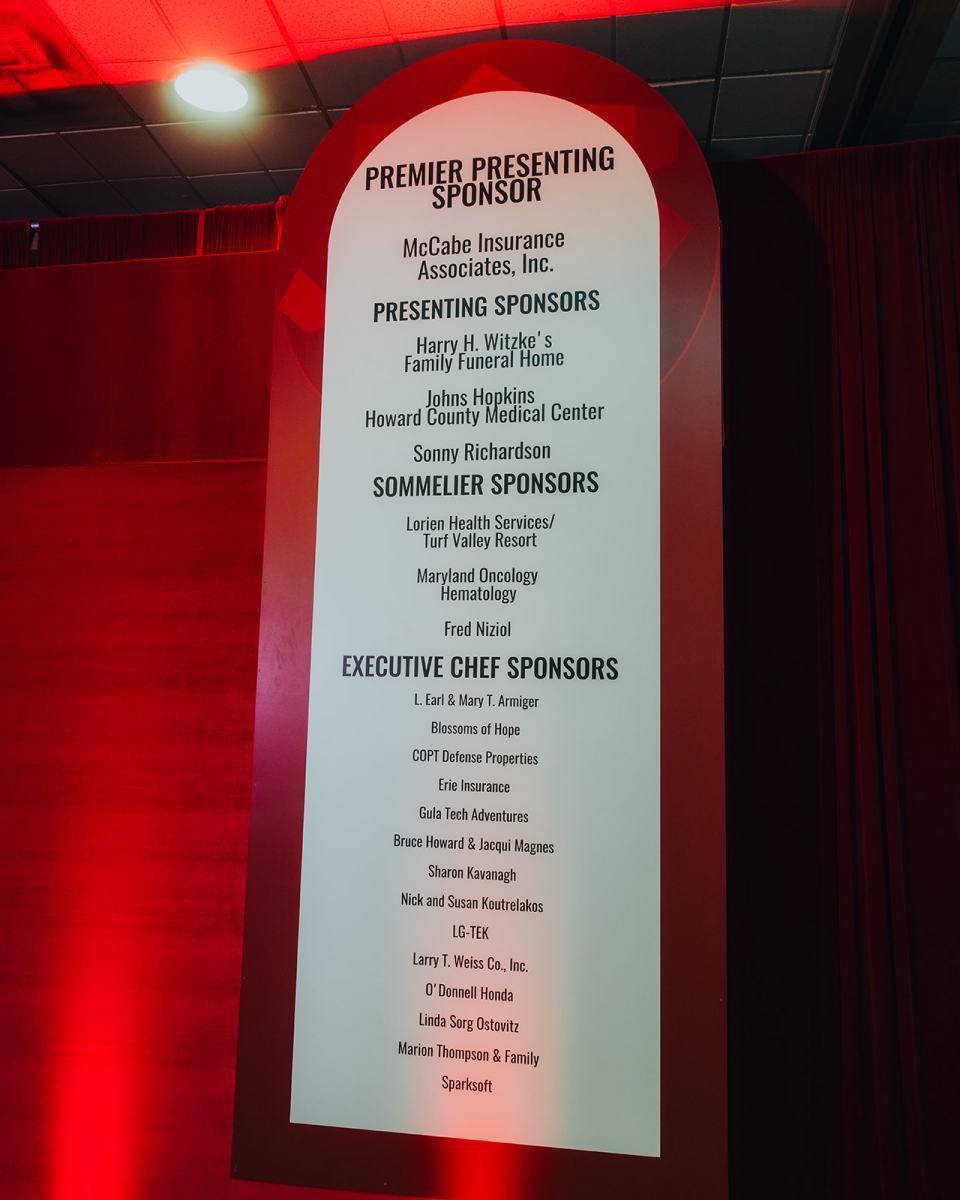 PREMIER PRESENTING
SPONSOR
McCabe Insurance
Associates, Inc.
PRESENTING SPONSORS
Harry H. Witzke's
Family Funeral Home
Johns Hopkins
Howard County Medical Center
Sonny Richardson
SOMMELIER SPONSORS
Lorien Health Services/
Turf Valley Resort
Maryland Oncology
Hematology
Fred Niziol
EXECUTIVE CHEF SPONSORS
L. Earl & Mary T. Armiger
Blossoms of Hope
COPT Defense Properties
Erie Insurance
Gula Tech Adventures
Bruce Howard & Jacqui Magnes
Sharon Kavanagh
Nick and Susan Koutrelakos
LG-TEK
Larry T. Weiss Co., Inc.
O'Donnell Honda
Linda Sorg Ostovitz
Marion Thompson & Family
Sparksoft